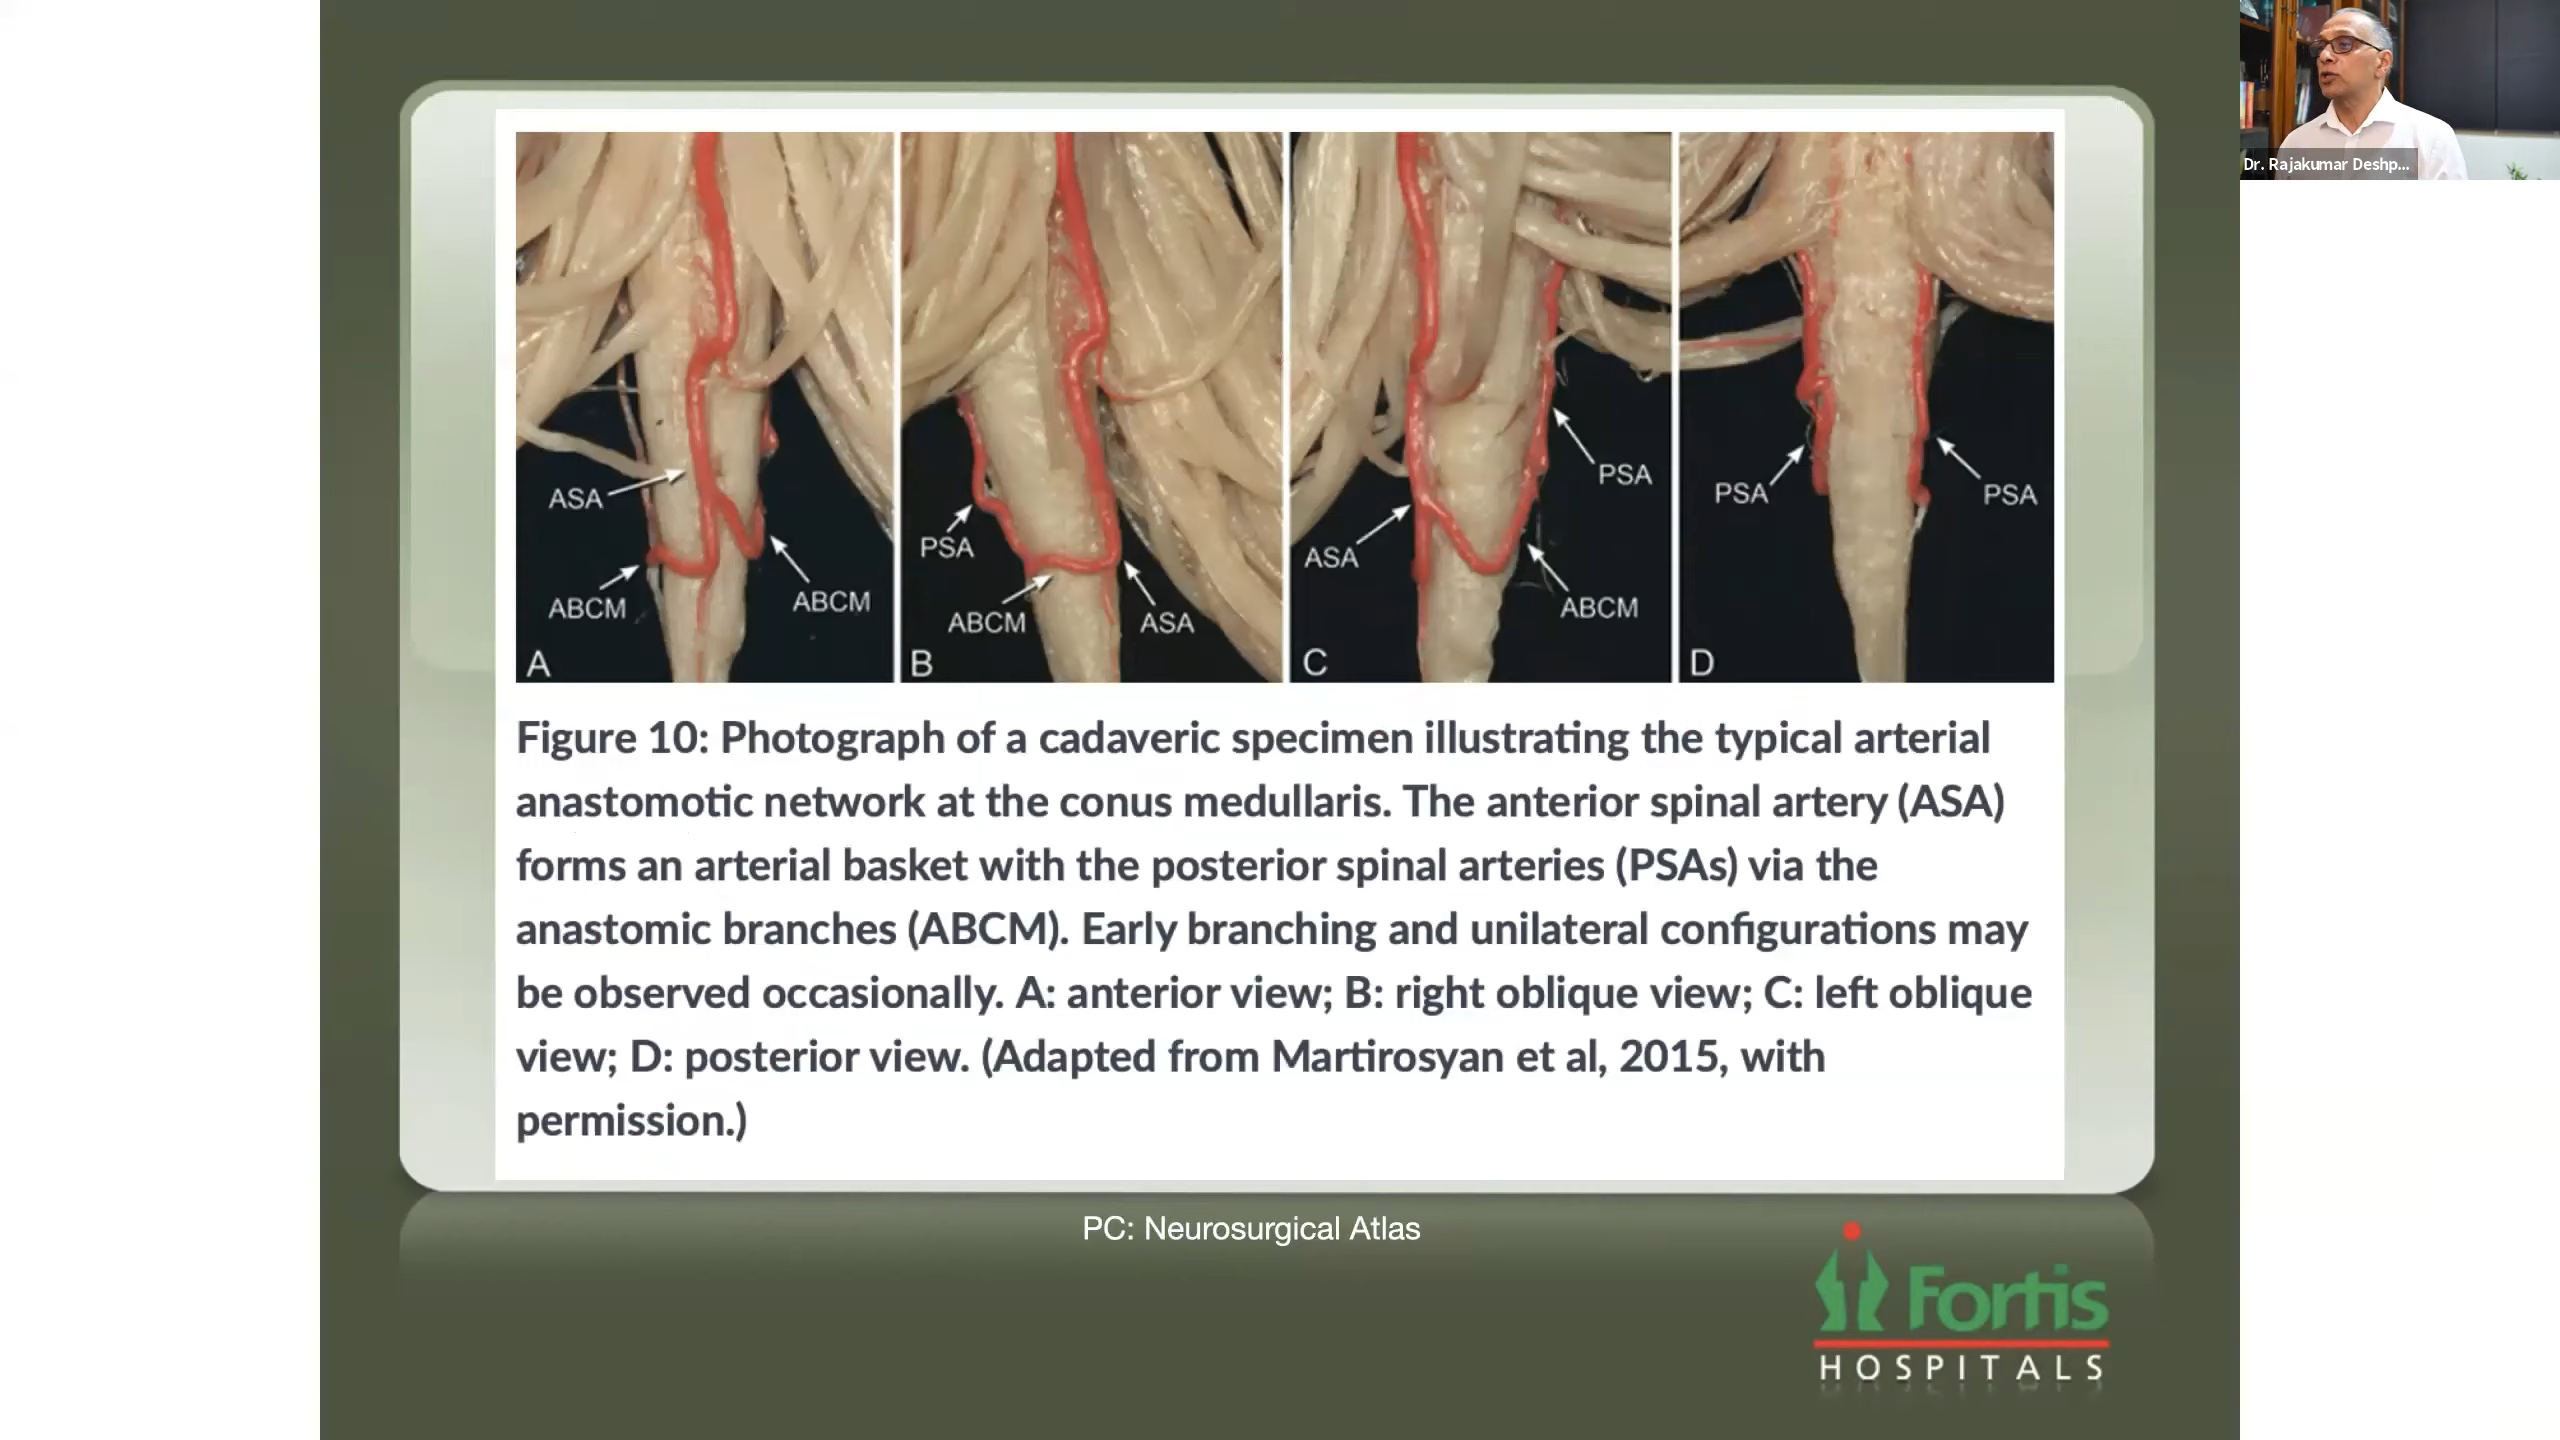 Dr. Rajakumar Deshp...
ASA
ABCM
ABCM
A
PSA
ABCM
ASA
B
PSA
ASA
ABCM
C
PSA
PSA
D
Figure 10: Photograph of a cadaveric specimen illustrating the typical arterial
anastomotic network at the conus medullaris. The anterior spinal artery (ASA)
forms an arterial basket with the posterior spinal arteries (PSAs) via the
anastomic branches (ABCM). Early branching and unilateral configurations may
be observed occasionally. A: anterior view; B: right oblique view; C: left oblique
view; D: posterior view. (Adapted from Martirosyan et al, 2015, with
permission.)
PC: Neurosurgical Atlas
Fortis
HOSPITALS